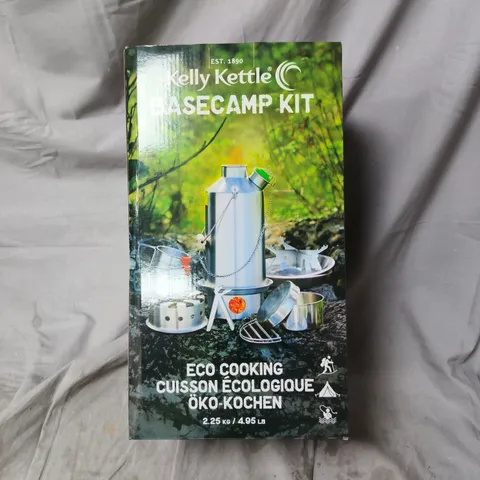 EST. 1890
Kelly Kettle®
BASECAMP KIT
ECO COOKING
CUISSON ÉCOLOGIQUE
ÖKO-KOCHEN
2.25 KG / 4.95 LB